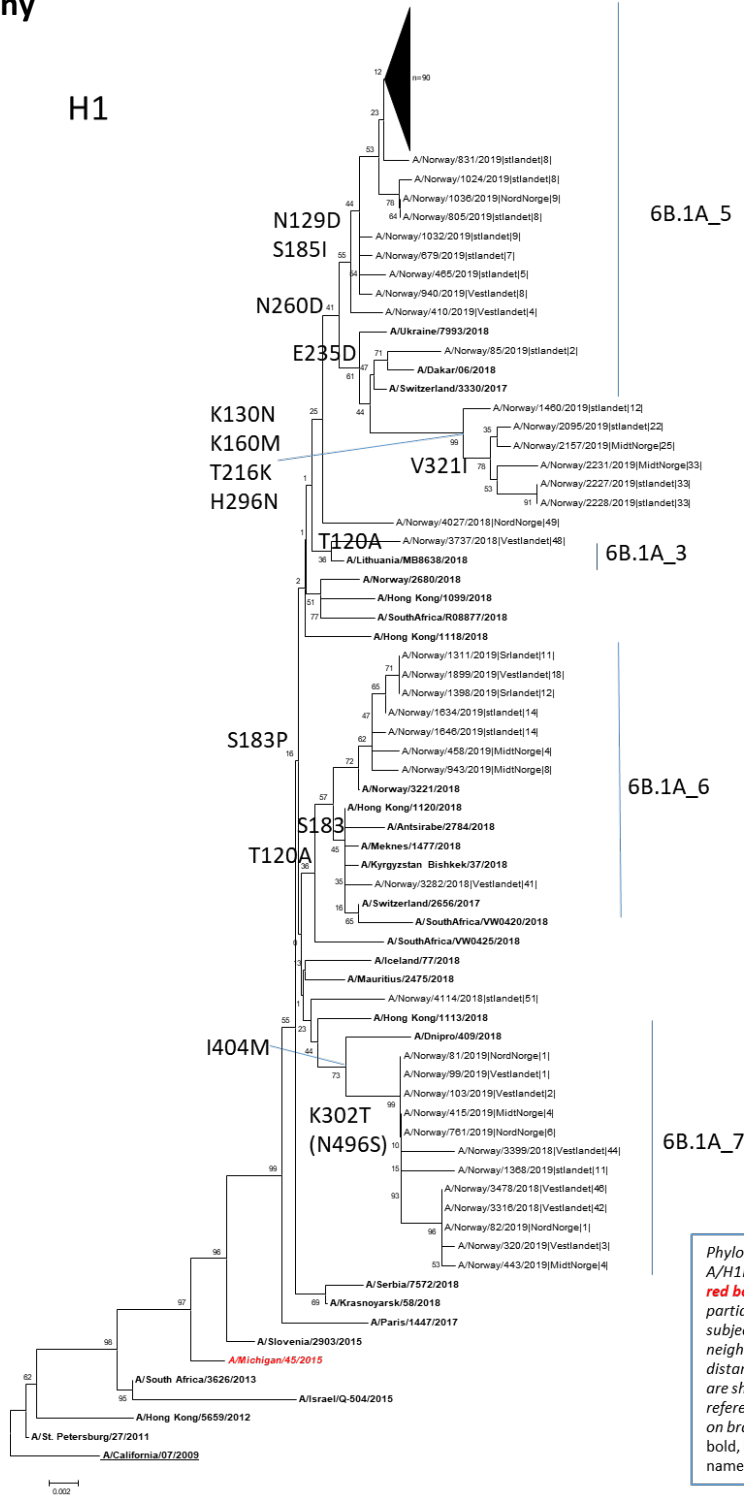 ny
H1
12
n=90
23
A/Norway/831/2019|stlandet|8|
53
A/Norway/1024/2019|stlandet|8|
78
A/Norway/1036/2019|NordNorge|9|
64
A/Norway/805/2019|stlandet|8|
44
N129D
S185I
6B.1A_5
A/Norway/1032/2019|stlandet|9|
55
A/Norway/679/2019|stlandet|7|
64
A/Norway/465/2019|stlandet|5|
A/Norway/940/2019|Vestlandet|8|
N260D
41
A/Norway/410/2019|Vestlandet|4|
A/Ukraine/7993/2018
E235D
71
A/Norway/85/2019|stlandet|2|
47
A/Dakar/06/2018
61
A/Switzerland/3330/2017
44
A/Norway/1460/2019|stlandet|12|
K130N
K160M
T216K
H296N
25
35
A/Norway/2095/2019|stlandet|22|
99
A/Norway/2157/2019|MidtNorge|25|
V321I
78
A/Norway/2231/2019|MidtNorge|33|
53
A/Norway/2227/2019|stlandet|33|
91
A/Norway/2228/2019|stlandet|33|
1
A/Norway/4027/2018|NordNorge|49|
T120A
A/Norway/3737/2018|Vestlandet|48|
1
36
A/Lithuania/MB8638/2018
6B.1A_3
2
A/Norway/2680/2018
51
A/Hong Kong/1099/2018
77
A/SouthAfrica/R08877/2018
A/Hong Kong/1118/2018
A/Norway/1311/2019|Srlandet|11|
71
A/Norway/1899/2019|Vestlandet|18|
65
A/Norway/1398/2019|Srlandet|12|
47
A/Norway/1634/2019|stlandet|14|
S183P
16
62
A/Norway/1646/2019|stlandet|14|
A/Norway/458/2019|MidtNorge|4|
72
A/Norway/943/2019|MidtNorge|8|
6B.1A_6
A/Norway/3221/2018
57
A/Hong Kong/1120/2018
S183
A/Antsirabe/2784/2018
45
A/Meknes/1477/2018
T120A
36
A/Kyrgyzstan Bishkek/37/2018
35
A/Norway/3282/2018|Vestlandet|41|
16
A/Switzerland/2656/2017
65
A/SouthAfrica/VW0420/2018
0
A/SouthAfrica/VW0425/2018
13
A/Iceland/77/2018
A/Mauritius/2475/2018
1
A/Norway/4114/2018|stlandet|51|
23
A/Hong Kong/1113/2018
55
44
A/Dnipro/409/2018
I404M
73
A/Norway/81/2019|NordNorge|1|
A/Norway/99/2019|Vestlandet|1|
A/Norway/103/2019|Vestlandet|2|
99
K302T
(N496S)
A/Norway/415/2019|MidtNorge|4|
A/Norway/761/2019|NordNorge|6|
10
A/Norway/3399/2018|Vestlandet|44|
6B.1A_7
15
A/Norway/1368/2019|stlandet|11|
99
A/Norway/3478/2018|Vestlandet|46|
93
A/Norway/3316/2018|Vestlandet|42|
A/Norway/82/2019|NordNorge|1|
96
A/Norway/320/2019|Vestlandet|3|
96
53
A/Norway/443/2019|MidtNorge|4|
A/Serbia/7572/2018
69
A/Krasnoyarsk/58/2018
97
A/Paris/1447/2017
A/Slovenia/2903/2015
98
A/Michigan/45/2015
A/South Africa/3626/2013
62
95
A/Israel/Q-504/2015
A/Hong Kong/5659/2012
A/St. Petersburg/27/2011
A/California/07/2009
0.002
Phylo
A/H1
red b
partia
subjec
neigh
distan
are sh
refere
on bra
bold,
name